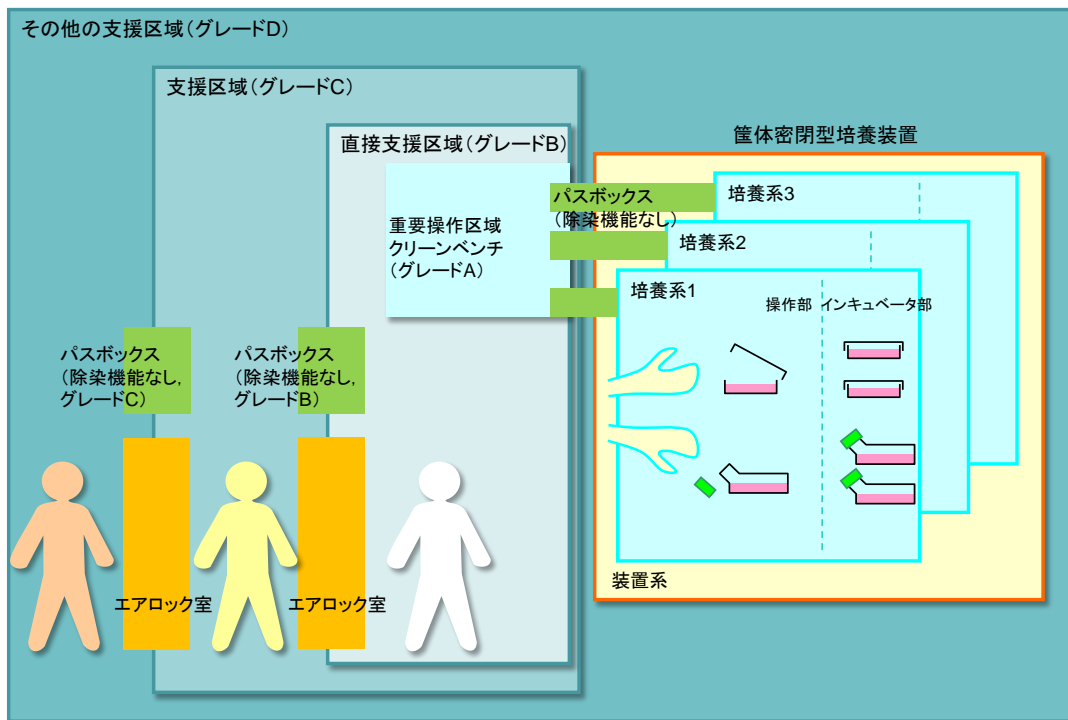 その他の支援区域(グレードD)
支援区域(グレードC)
直接支援区域(グレードB)
重要操作区域
クリーンベンチ
(グレードA)
筐体密閉型培養装置
パスボックス
(除染機能なし)
培養系3
培養系2
培養系1
操作部
インキュベータ部
パスボックス
(除染機能なし,
グレードC)
パスボックス
(除染機能なし,
グレードB)
エアロック室
エアロック室
装置系